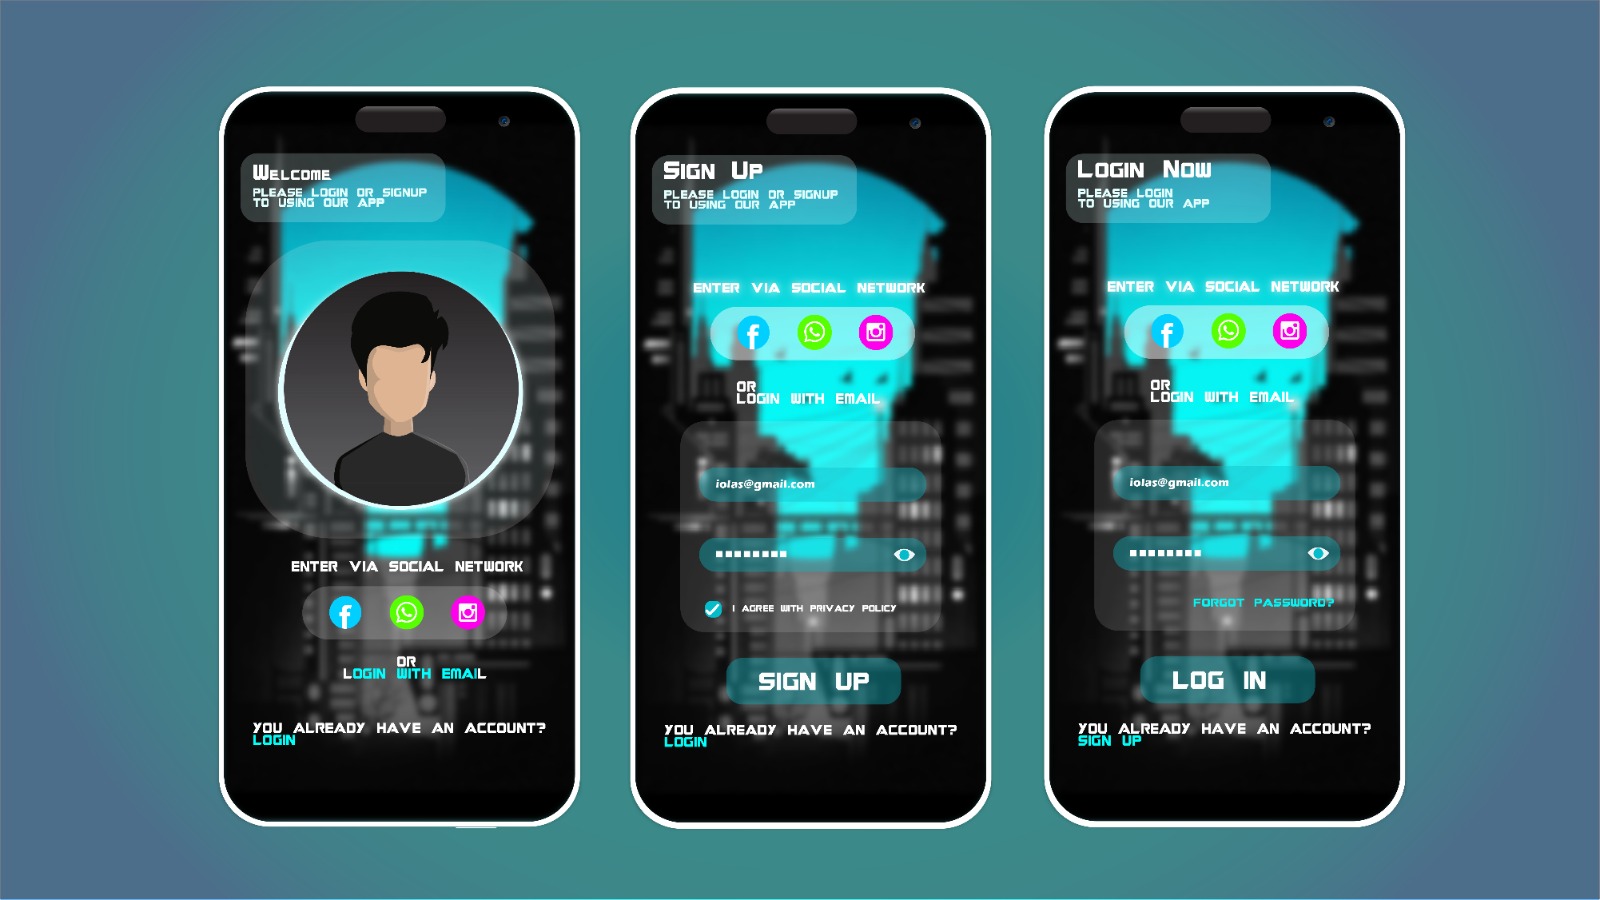 Welcome
PLEASE LOGIN OR SIGNUP
TO USING OUR APP
ENTER VIA SOCIAL NETWORK
OR
LOGIN WITH EMAIL
YOU ALREADY HAVE AN ACCOUNT?
LOGIN
Sign Up
PLEASE LOGIN OR SIGNUP
TO USING OUR APP
ENTER VIA SOCIAL NETWORK
OR
LOGIN WITH EMAIL
iolas@gmail.com
I AGREE WITH PRIVACY POLICY
SIGN UP
YOU ALREADY HAVE AN ACCOUNT?
LOGIN
Login Now
PLEASE LOGIN
TO USING OUR APP
ENTER VIA SOCIAL NETWORK
OR
LOGIN WITH EMAIL
iolas@gmail.com
FORGOT PASSWORD?
LOG IN
YOU ALREADY HAVE AN ACCOUNT?
SIGN UP